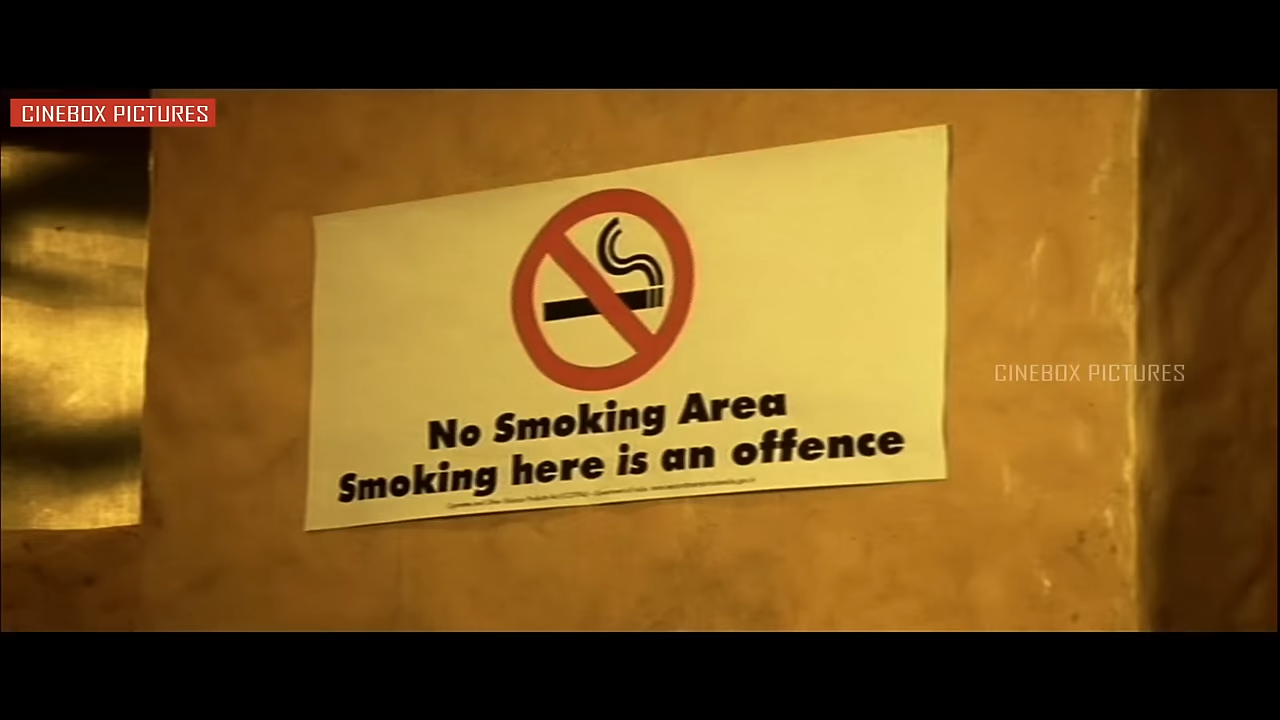 CINEBOX PICTURES
CINEBOX PICTURES
No Smoking Area
Smoking here is an offence